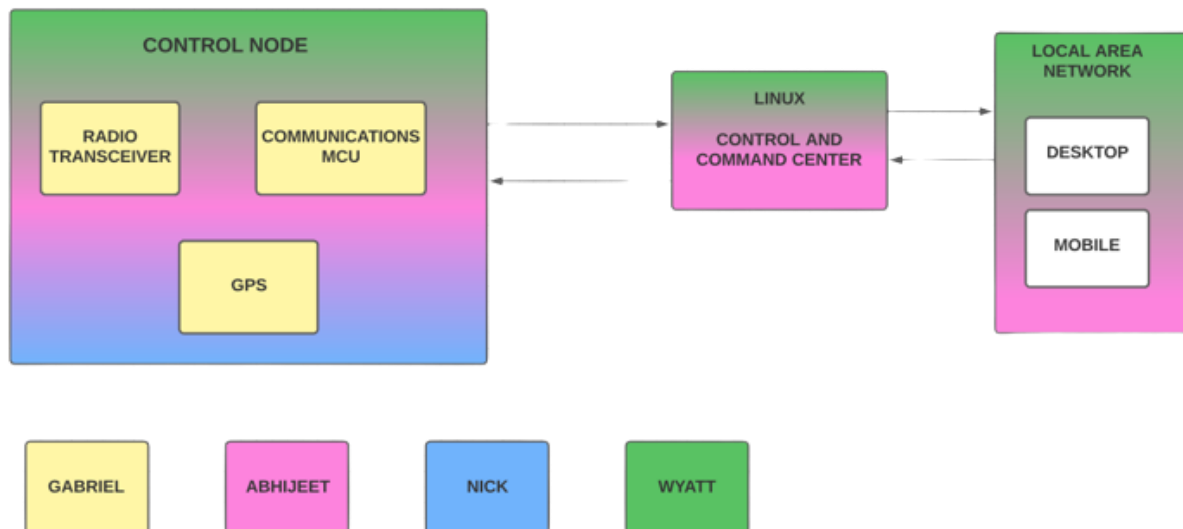 CONTROL NODE
RADIO
TRANSCEIVER
COMMUNICATIONS
MCU
GPS
LINUX
CONTROL AND
COMMAND CENTER
LOCAL AREA
NETWORK
DESKTOP
MOBILE
GABRIEL
ABHIJEET
NICK
WYATT